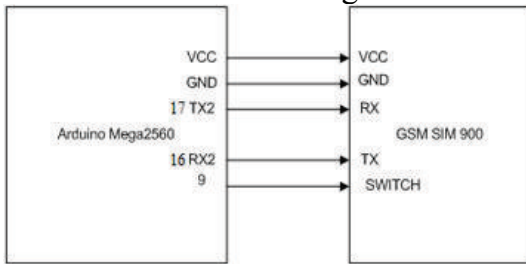 VCC VCC
GND GND
17 TX2 RX
Arduino Mega2560 GSM SIM 900
16 RX2 TX
9 SWITCH